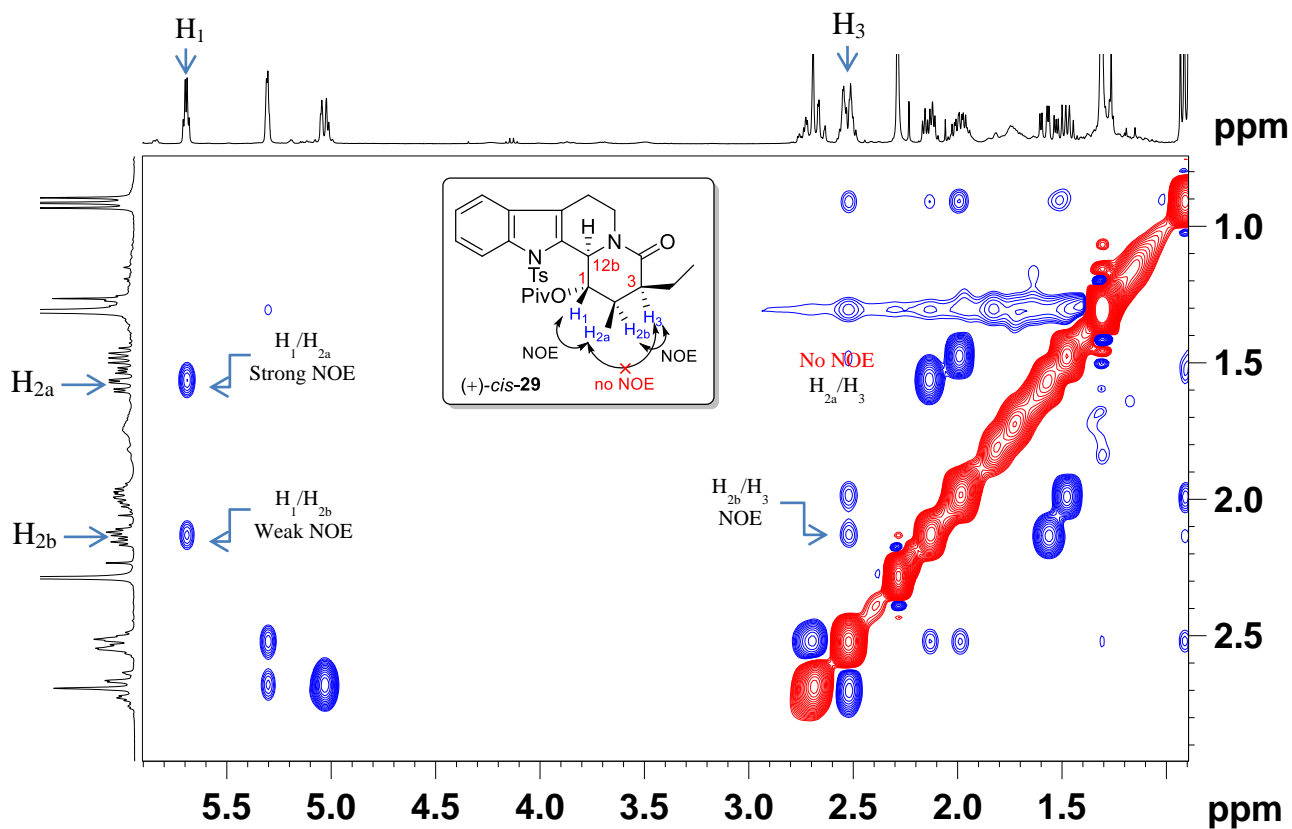 H₁
H₃
ppm
H
N
N
O
Ts
12b
1
3
PivO
H₁
H₂ₐ
H₂b
H₃
NOE
NOE
no NOE
(+)-cis-29
H₂ₐ
H₁/H₂ₐ
Strong NOE
No NOE
H₂ₐ/H₃
H₂b
H₁/H₂b
Weak NOE
H₂b/H₃
NOE
1.0
1.5
2.0
2.5
5.5 5.0 4.5 4.0 3.5 3.0 2.5 2.0 1.5 ppm